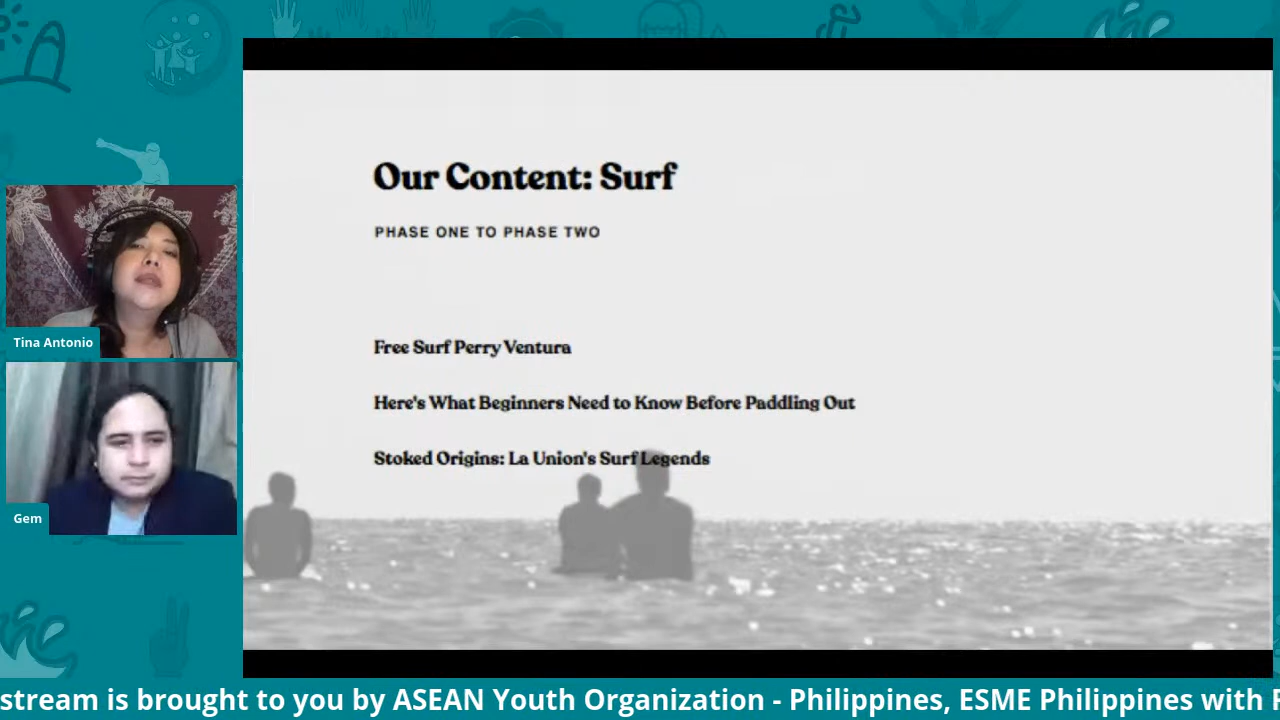 Our Content: Surf
PHASE ONE TO PHASE TWO
Free Surf Perry Ventura
Here's What Beginners Need to Know Before Paddling Out
Stoked Origins: La Union's Surf Legends
Tina Antonio
Gem
stream is brought to you by ASEAN Youth Organization - Philippines, ESME Philippines with